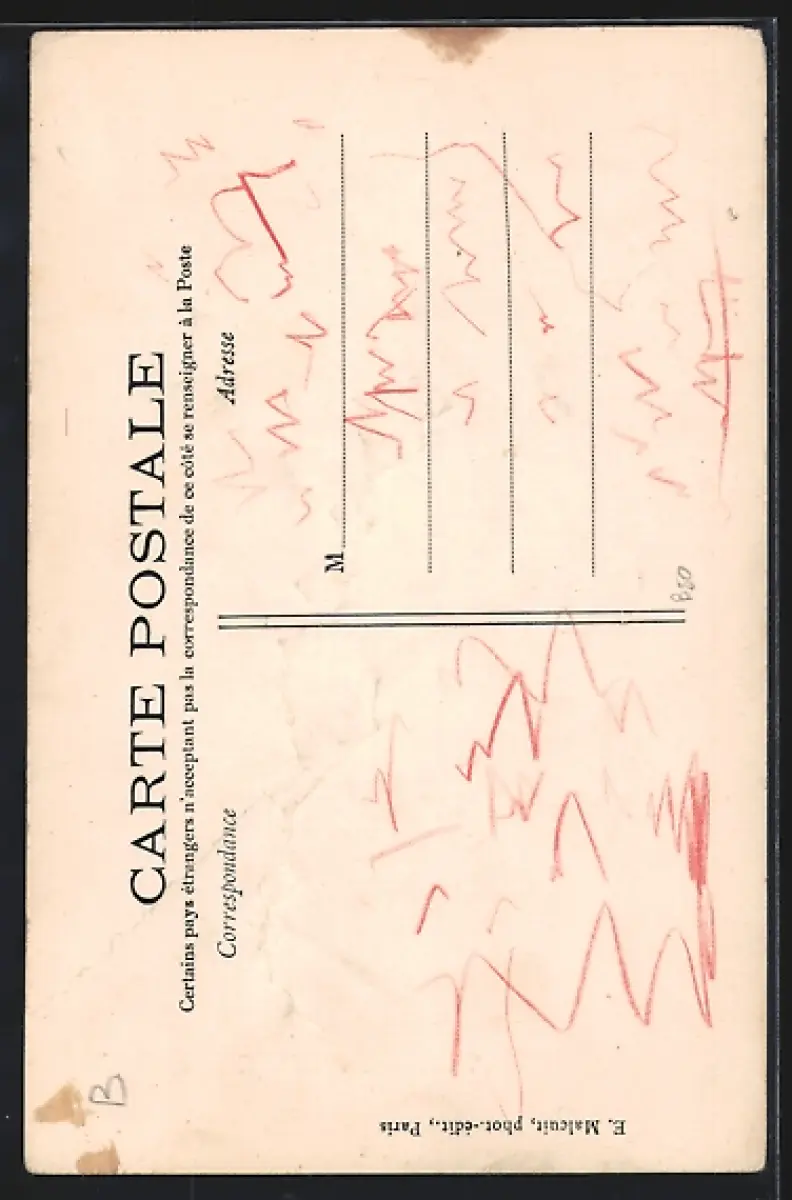 CARTE POSTALE
Certains pays étrangers n'acceptant pas la correspondance de ce côté se renseigner à la Poste
Correspondance
Adresse
M
E. Malcuit, phot.-édit., Paris
B